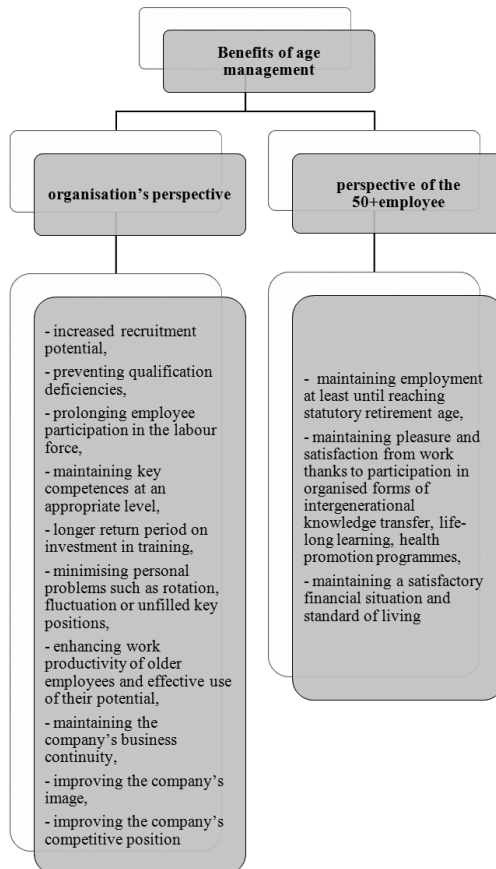 Benefits of age
management
organisation's perspective
perspective of the
50+employee
- increased recruitment
potential,
- preventing qualification
deficiencies,
- prolonging employee
participation in the labour
force,
- maintaining key
competences at an
appropriate level,
- longer return period on
investment in training,
- minimising personal
problems such as rotation,
fluctuation or unfilled key
positions,
- enhancing work
productivity of older
employees and effective use
of their potential,
- maintaining the
company's business
continuity,
- improving the company's
image,
- improving the company's
competitive position
- maintaining employment
at least until reaching
statutory retirement age,
- maintaining pleasure and
satisfaction from work
thanks to participation in
organised forms of
intergenerational
knowledge transfer, life-
long learning, health
promotion programmes,
- maintaining a satisfactory
financial situation and
standard of living